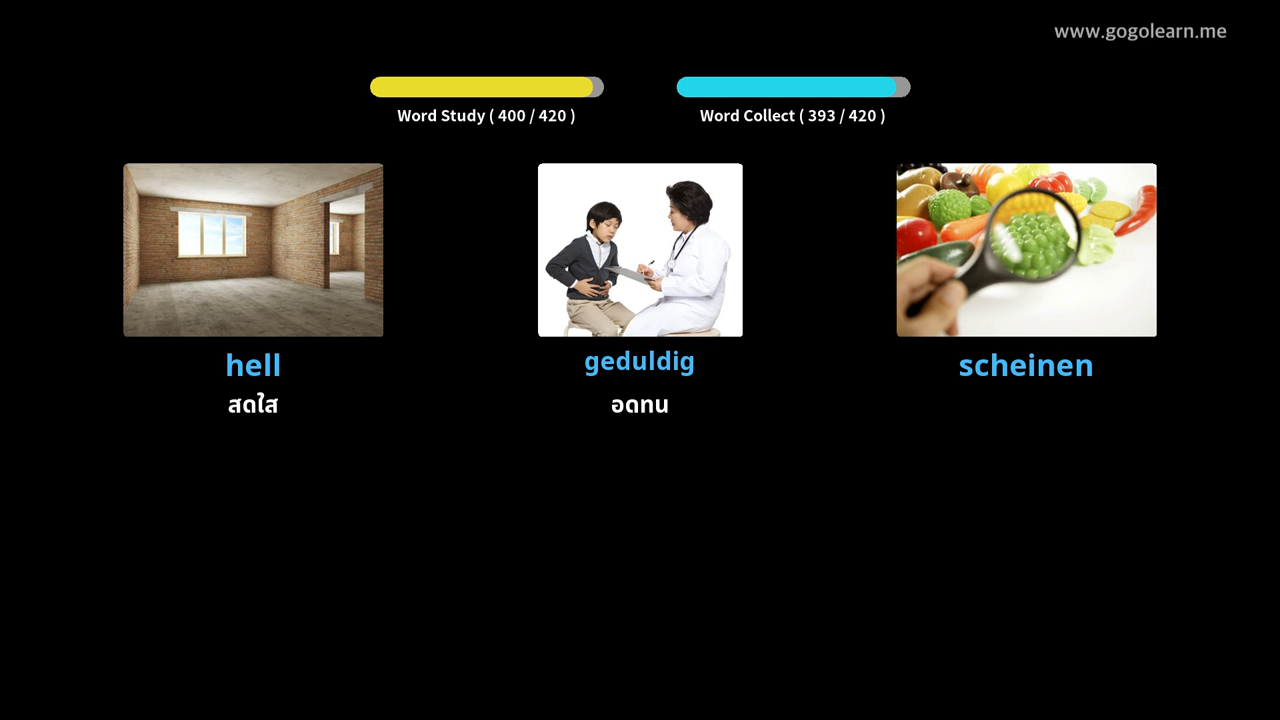 www.gogolearn.me
Word Study ( 400 / 420 )
Word Collect ( 393 / 420 )
hell
geduldig
scheinen
สดใส
อดทน